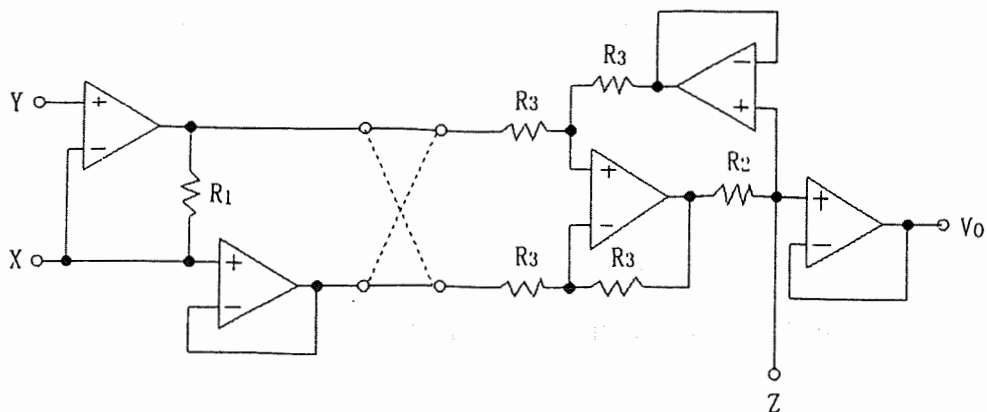 R3
Y + R3 − +
− R1 + R2 +
X + − − Vo
− R3 R3
Z